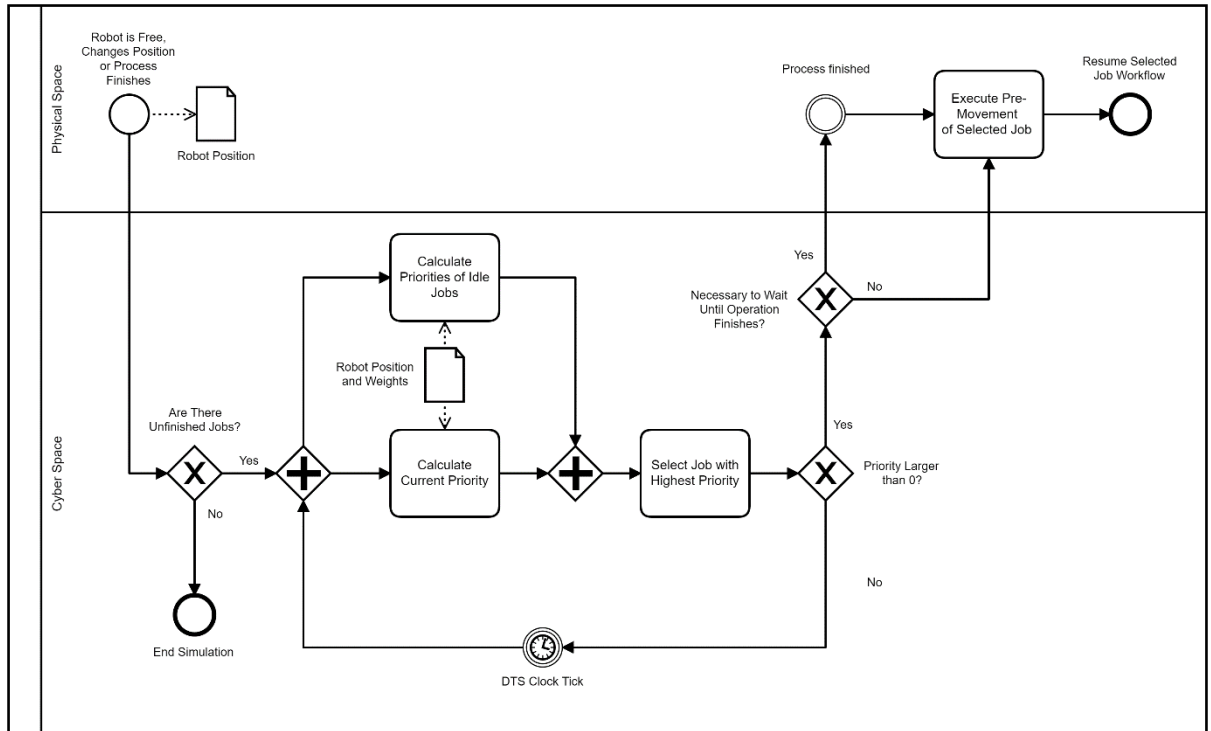 Physical Space
Robot is Free,
Changes Position
or Process
Finishes
Robot Position
Process finished
Execute Pre-
Movement
of Selected Job
Resume Selected
Job Workflow
Cyber Space
Calculate
Priorities of Idle
Jobs
Robot Position
and Weights
Are There
Unfinished Jobs?
Yes
No
End Simulation
Calculate
Current Priority
Select Job with
Highest Priority
Yes
No
Necessary to Wait
Until Operation
Finishes?
Yes
Priority Larger
than 0?
No
DTS Clock Tick